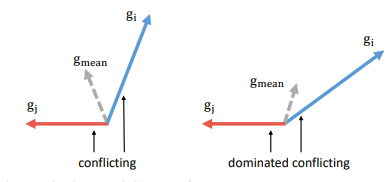 gi
gi
gmean
gmean
gj
gj
conflicting
dominated conflicting